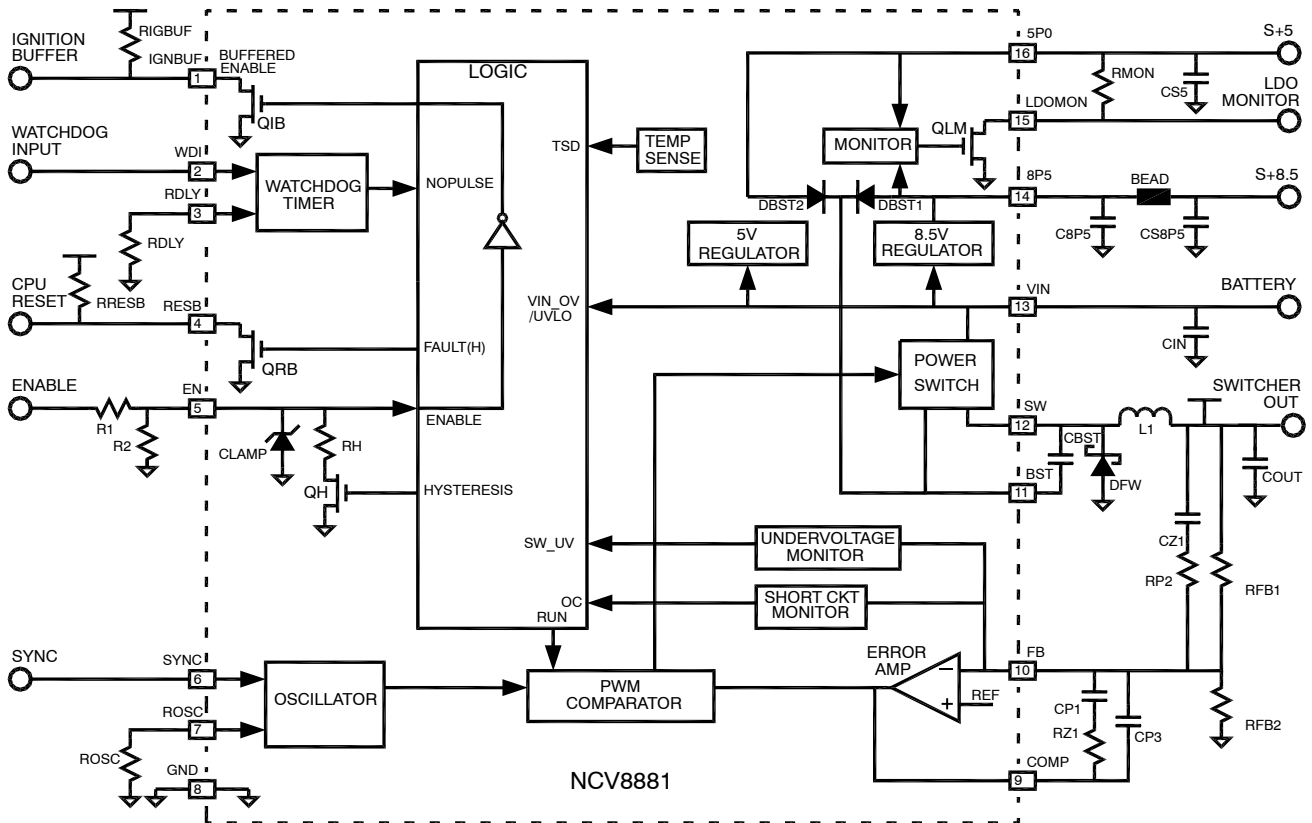 IGNITION
BUFFER
RIGBUF
IGNBUF
1
BUFFERED
ENABLE
QIB
WATCHDOG
INPUT
WDI
2
RDLY
3
RDLY
WATCHDOG
TIMER
CPU
RESET
RRESB
RESB
4
QRB
ENABLE
R1
R2
EN
5
CLAMP
RH
QH
SYNC
SYNC
6
ROSC
7
ROSC
GND
8
OSCILLATOR
LOGIC
TSD
NOPULSE
VIN_OV
/UVLO
FAULT(H)
ENABLE
HYSTERESIS
SW_UV
OC
RUN
TEMP
SENSE
MONITOR
QLM
DBST2
DBST1
5V
REGULATOR
8.5V
REGULATOR
POWER
SWITCH
UNDERVOLTAGE
MONITOR
SHORT CKT
MONITOR
ERROR
AMP
–
+
REF
PWM
COMPARATOR
NCV8881
5P0
16
S+5
RMON
CS5
LDOMON
15
LDO
MONITOR
8P5
14
BEAD
S+8.5
C8P5
CS8P5
VIN
13
BATTERY
CIN
SWITCHER
OUT
SW
12
CBST
L1
BST
11
DFW
COUT
CZ1
RP2
RFB1
FB
10
CP1
RZ1
CP3
RFB2
COMP
9